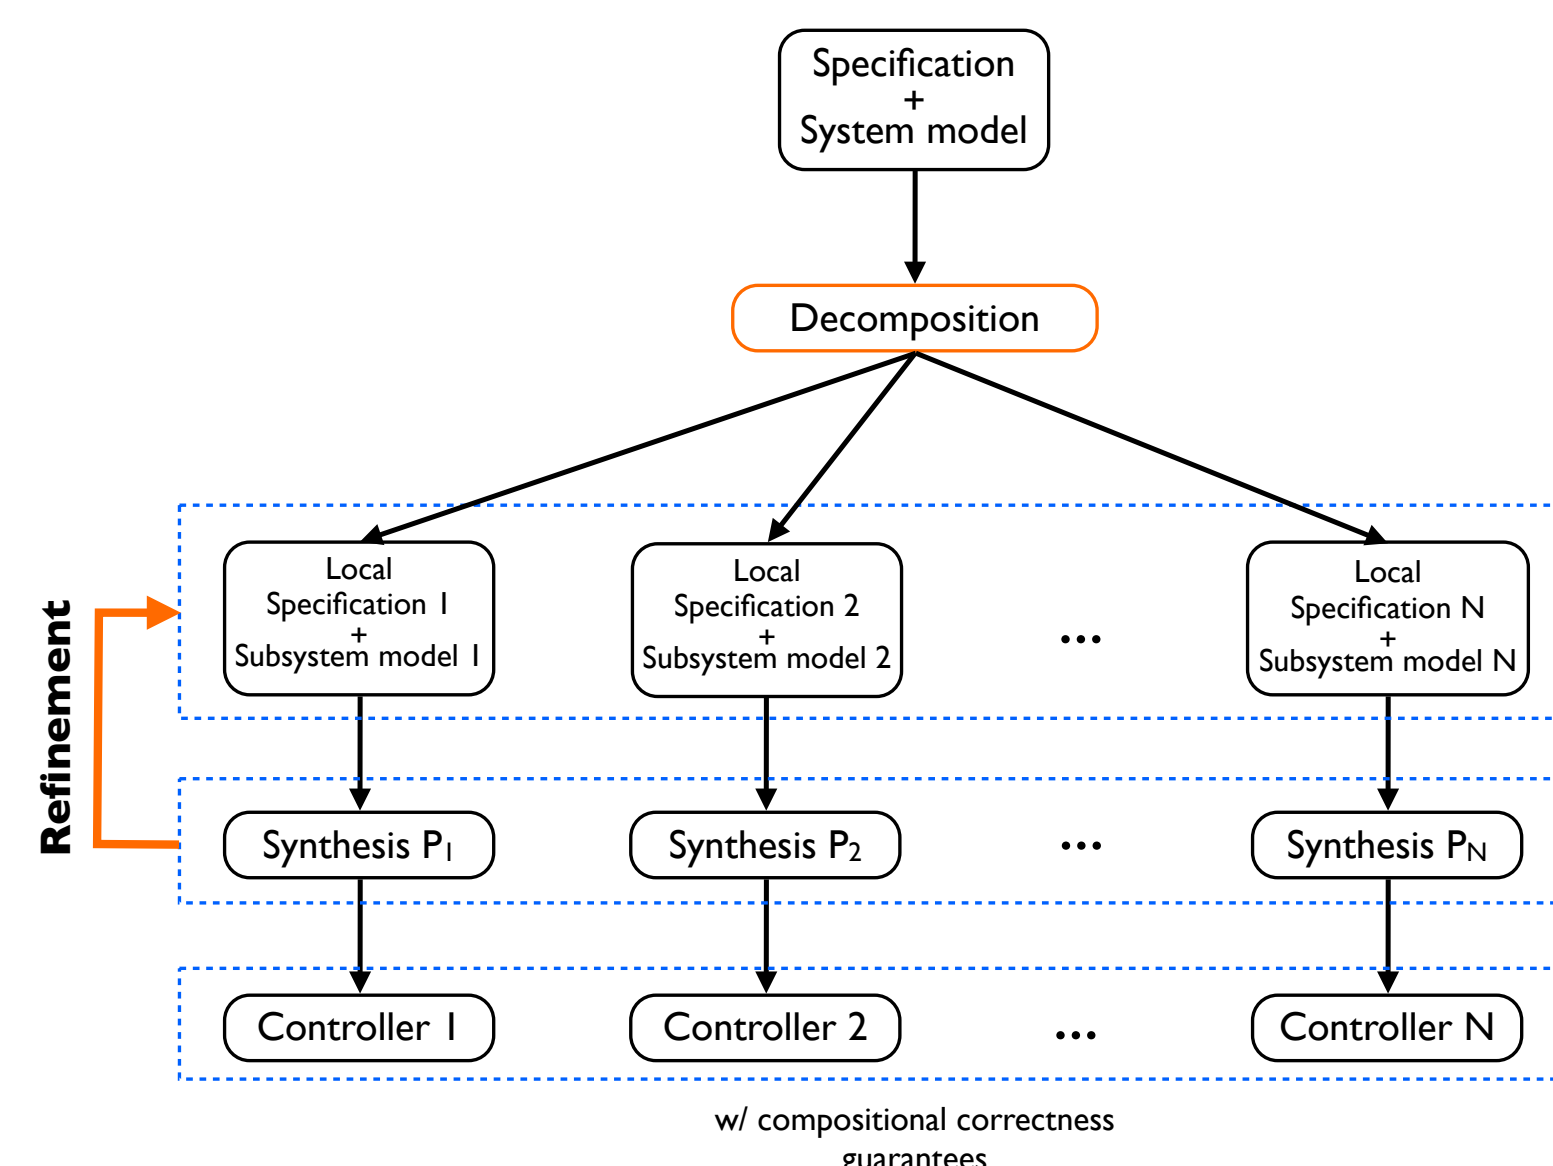 Specification
+
System model
Decomposition
Local
Specification 1
+
Subsystem model 1
Local
Specification 2
+
Subsystem model 2
...
Local
Specification N
+
Subsystem model N
Refinement
Synthesis P1
Synthesis P2
...
Synthesis PN
Controller 1
Controller 2
...
Controller N
w/ compositional correctness
guarantees